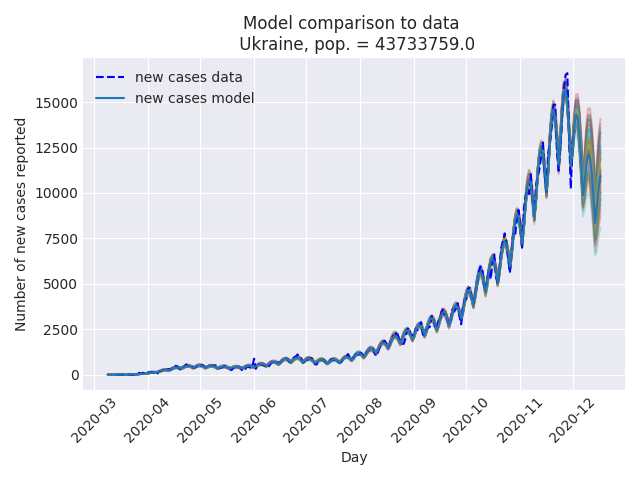 Model comparison to data
Ukraine, pop. = 43733759.0
new cases data
new cases model
Number of new cases reported
15000
12500
10000
7500
5000
2500
0
2020-03
2020-04
2020-05
2020-06
2020-07
2020-08
2020-09
2020-10
2020-11
2020-12
Day